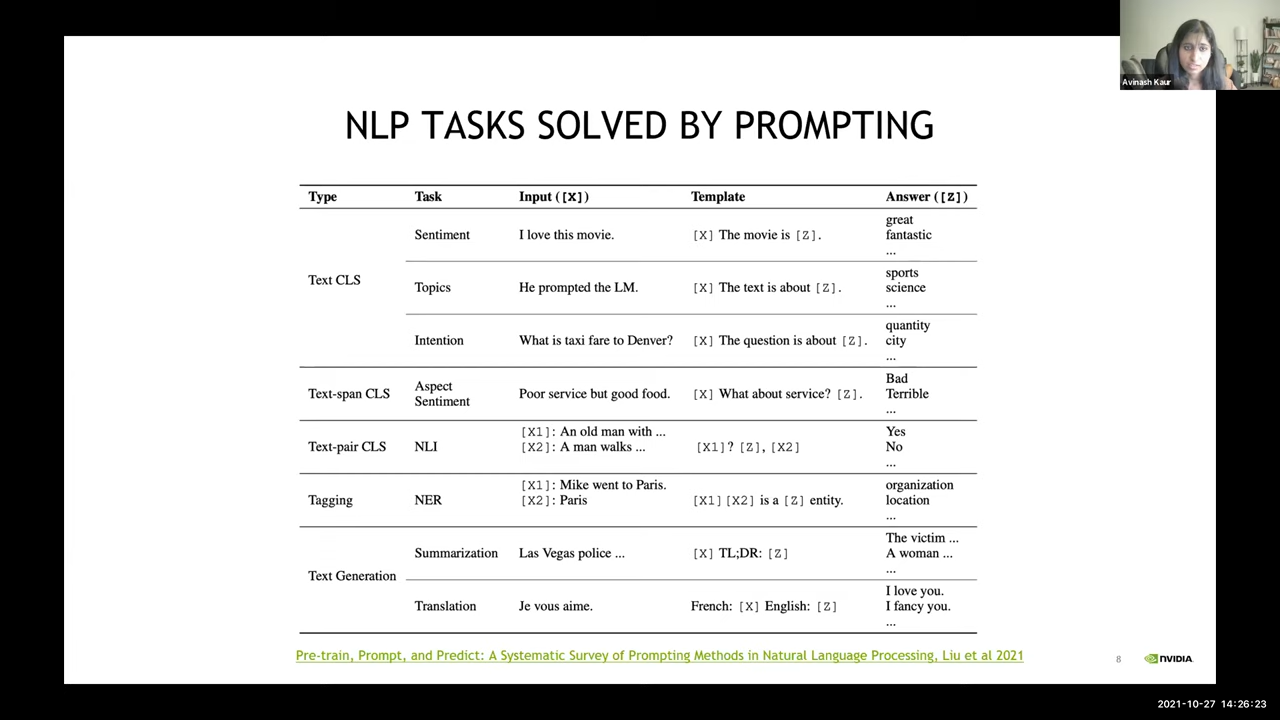 Avinash Kaur
NLP TASKS SOLVED BY PROMPTING
Type Task Input ([X]) Template Answer ([Z])
Text CLS
Sentiment I love this movie. [X] The movie is [Z]. great
fantastic
...
Topics He prompted the LM. [X] The text is about [Z]. sports
science
...
Intention What is taxi fare to Denver? [X] The question is about [Z]. quantity
city
...
Text-span CLS Aspect
Sentiment Poor service but good food. [X] What about service? [Z]. Bad
Terrible
...
Text-pair CLS NLI [X1]: An old man with ...
[X2]: A man walks ... [X1]? [Z], [X2] Yes
No
...
Tagging NER [X1]: Mike went to Paris.
[X2]: Paris [X1][X2] is a [Z] entity. organization
location
...
Text Generation
Summarization Las Vegas police ... [X] TL;DR: [Z] The victim ...
A woman ...
...
Translation Je vous aime. French: [X] English: [Z] I love you.
I fancy you.
...
Pre-train, Prompt, and Predict: A Systematic Survey of Prompting Methods in Natural Language Processing, Liu et al 2021
8 NVIDIA
2021-10-27 14:26:23